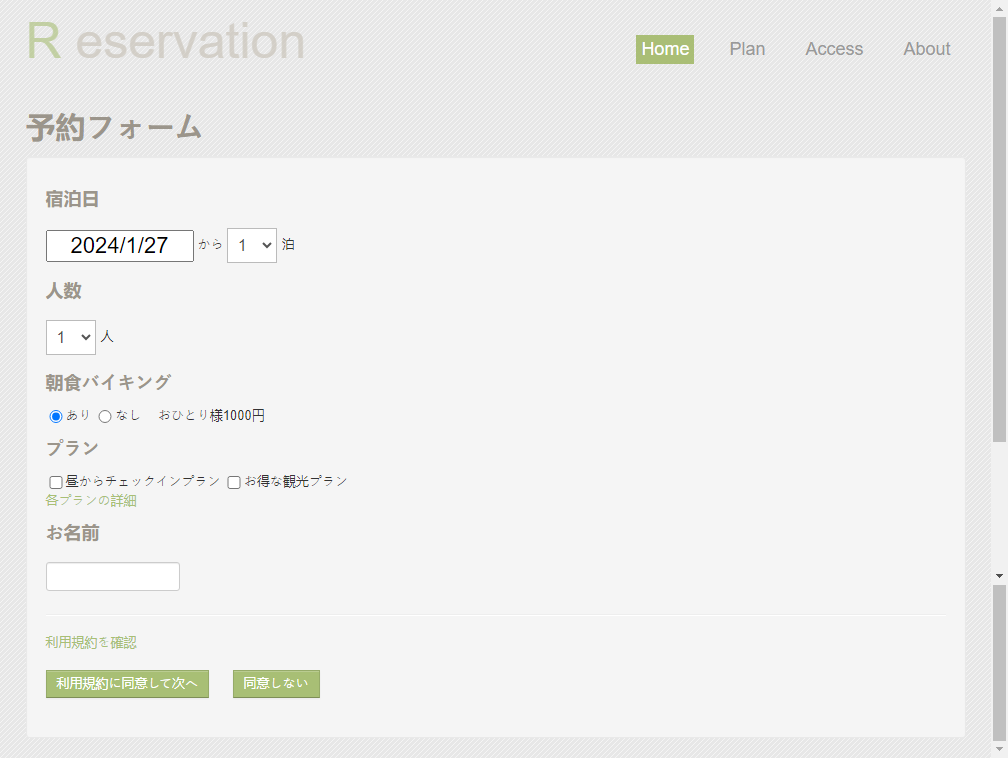 R eservation
Home Plan Access About
予約フォーム
宿泊日
2024/1/27 から 1 泊
人数
1 人
朝食バイキング
あり なし おひとり様1000円
プラン
昼からチェックインプラン お得な観光プラン
各プランの詳細
お名前
利用規約を確認
利用規約に同意して次へ 同意しない